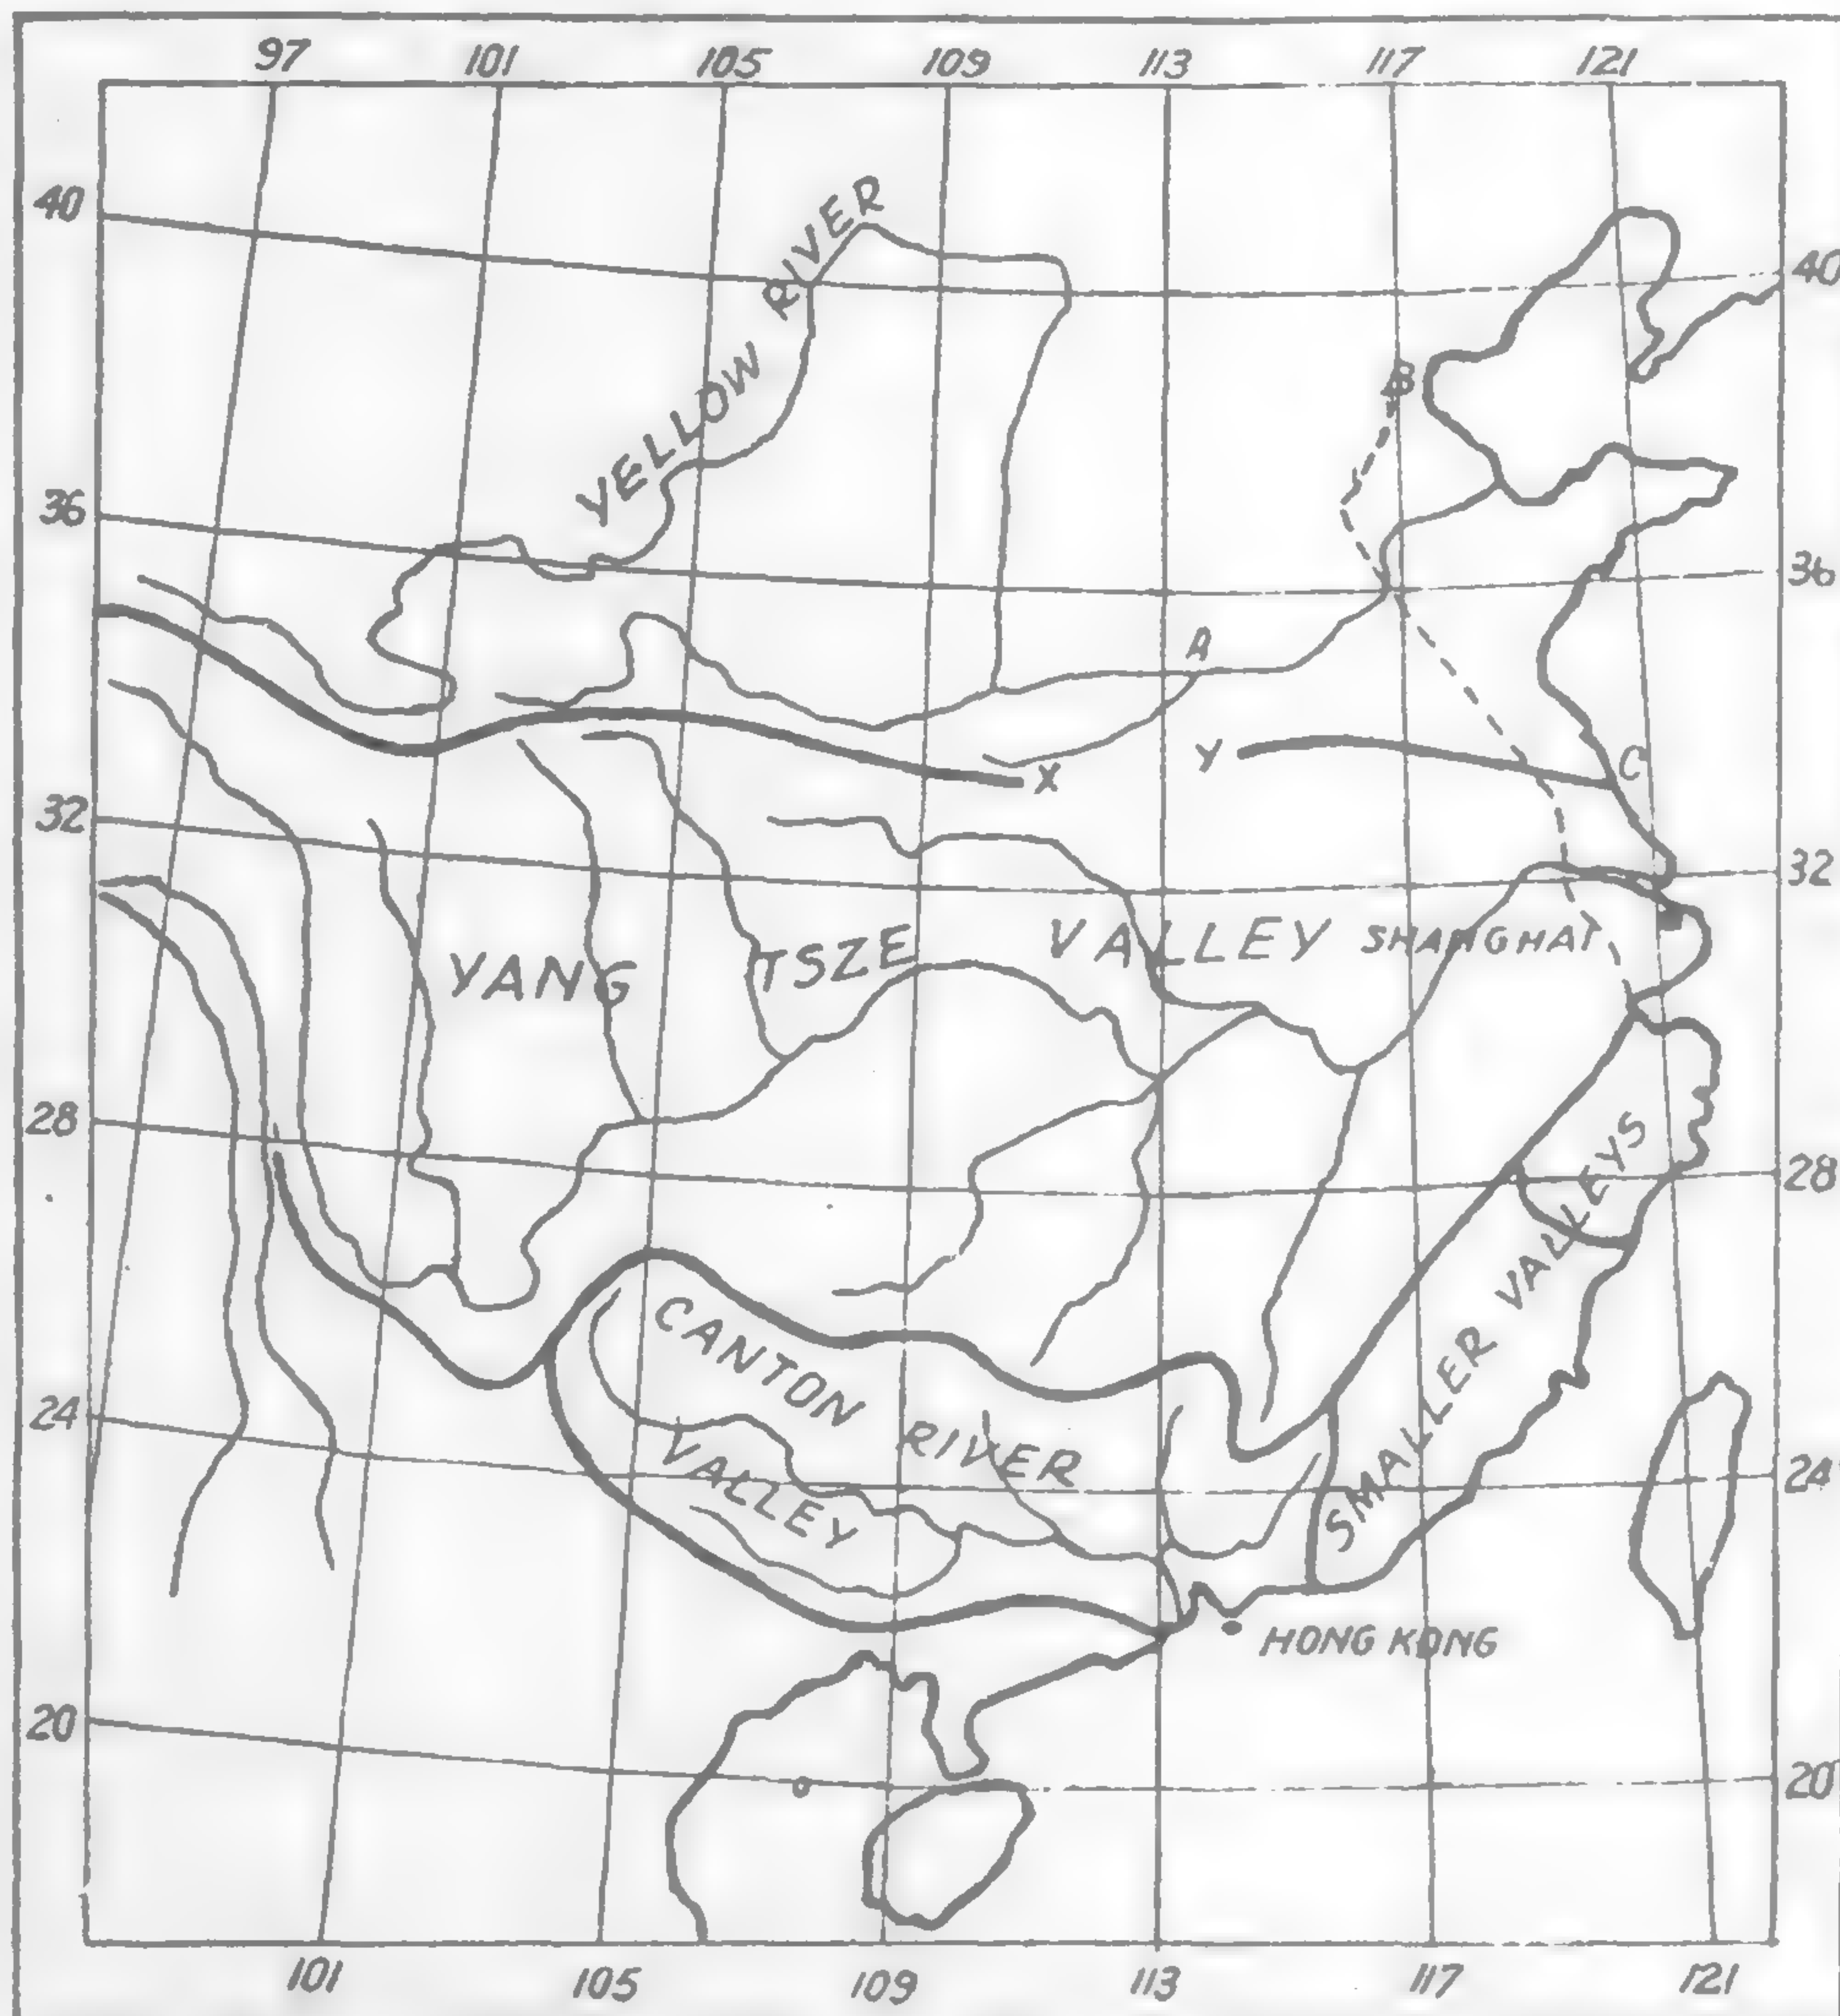 97 101 105 109 113 117 121
40
YELLOW RIVER
40
B
36
36
A
X
Y
C
32
32
YANG TSZE VALLEY SHANGHAI
28
28
SMALLER VALLEYS
CANTON RIVER VALLEY
24
24
HONG KONG
20
20
101 105 109 113 117 121